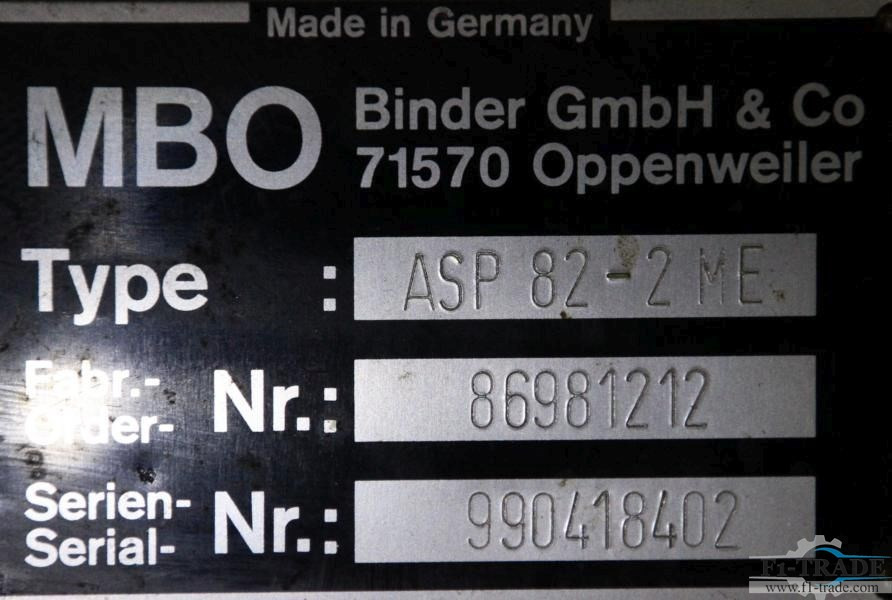 Made in Germany
MBO
Binder GmbH & Co
71570 Oppenweiler
Type : ASP 82-2 ME
Fabr.-
Order- Nr.: 86981212
Serien-
Serial- Nr.: 990418402
F1-TRADE
www.f1-trade.com